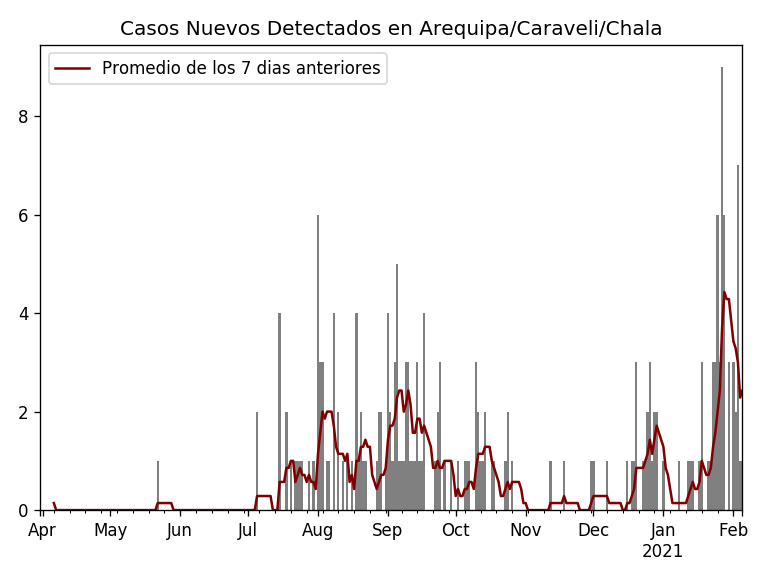 Casos Nuevos Detectados en Arequipa/Caraveli/Chala
Promedio de los 7 dias anteriores
8
6
4
2
0
Apr May Jun Jul Aug Sep Oct Nov Dec Jan Feb
2021